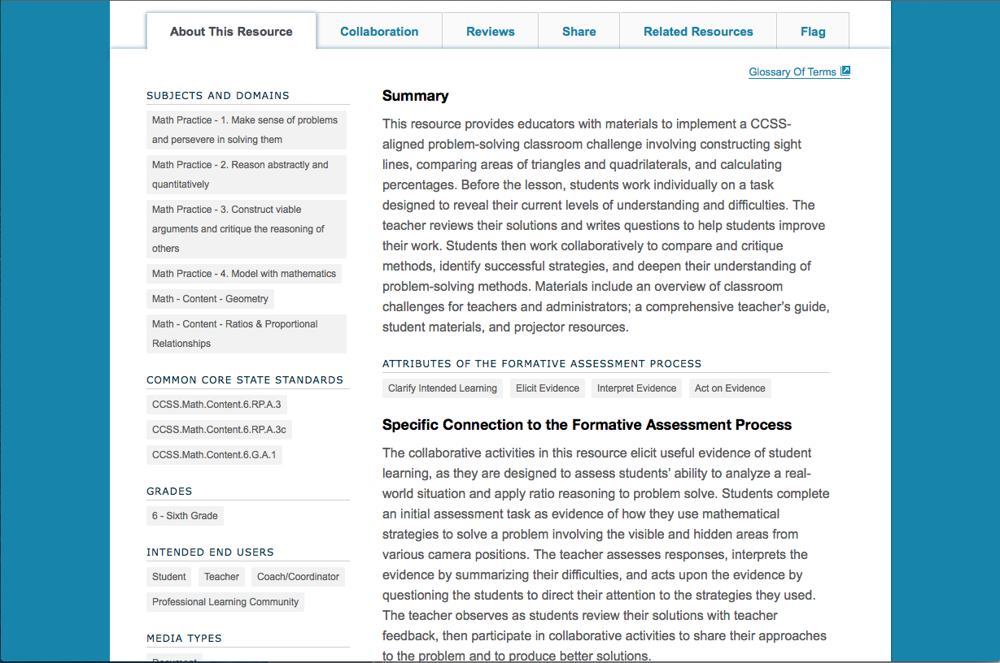 About This Resource
Collaboration
Reviews
Share
Related Resources
Flag
Glossary Of Terms
SUBJECTS AND DOMAINS
Math Practice - 1. Make sense of problems
and persevere in solving them
Math Practice - 2. Reason abstractly and
quantitatively
Math Practice - 3. Construct viable
arguments and critique the reasoning of
others
Math Practice - 4. Model with mathematics
Math - Content - Geometry
Math - Content - Ratios & Proportional
Relationships
COMMON CORE STATE STANDARDS
CCSS.Math.Content.6.RP.A.3
CCSS.Math.Content.6.RP.A.3c
CCSS.Math.Content.6.G.A.1
GRADES
6 - Sixth Grade
INTENDED END USERS
Student
Teacher
Coach/Coordinator
Professional Learning Community
MEDIA TYPES
Document
Summary
This resource provides educators with materials to implement a CCSS-
aligned problem-solving classroom challenge involving constructing sight
lines, comparing areas of triangles and quadrilaterals, and calculating
percentages. Before the lesson, students work individually on a task
designed to reveal their current levels of understanding and difficulties. The
teacher reviews their solutions and writes questions to help students improve
their work. Students then work collaboratively to compare and critique
methods, identify successful strategies, and deepen their understanding of
problem-solving methods. Materials include an overview of classroom
challenges for teachers and administrators; a comprehensive teacher’s guide,
student materials, and projector resources.
ATTRIBUTES OF THE FORMATIVE ASSESSMENT PROCESS
Clarify Intended Learning
Elicit Evidence
Interpret Evidence
Act on Evidence
Specific Connection to the Formative Assessment Process
The collaborative activities in this resource elicit useful evidence of student
learning, as they are designed to assess students’ ability to analyze a real-
world situation and apply ratio reasoning to problem solve. Students complete
an initial assessment task as evidence of how they use mathematical
strategies to solve a problem involving the visible and hidden areas from
various camera positions. The teacher assesses responses, interprets the
evidence by summarizing their difficulties, and acts upon the evidence by
questioning the students to direct their attention to the strategies they used.
The teacher observes as students review their solutions with teacher
feedback, then participate in collaborative activities to share their approaches
to the problem and to produce better solutions.